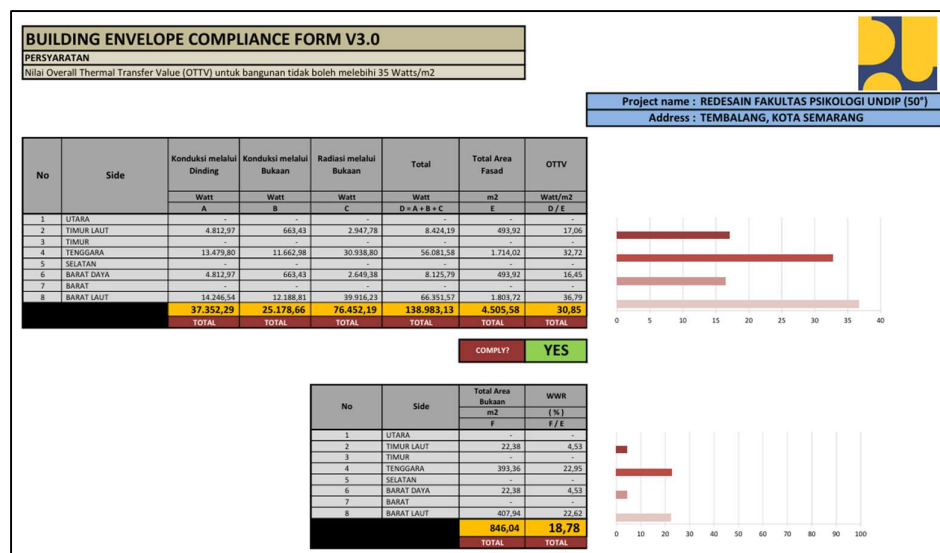 BUILDING ENVELOPE COMPLIANCE FORM V3.0
PERSYARATAN
Nilai Overall Thermal Transfer Value (OTTV) untuk bangunan tidak boleh melebihi 35 Watts/m2
Project name : REDESAIN FAKULTAS PSIKOLOGI UNDIP (50°)
Address : TEMBALANG, KOTA SEMARANG
No Side Konduksi melalui Dinding Konduksi melalui Bukaan Radiasi melalui Bukaan Total Total Area Fasad OTTV
Watt Watt Watt Watt m2 Watt/m2
A B C D = A + B + C E D / E
1 UTARA - - - - - -
2 TIMUR LAUT 4.812,97 663,43 2.947,78 8.424,19 493,92 17,06
3 TIMUR - - - - - -
4 TENGGARA 13.479,80 11.662,98 30.938,80 56.081,58 1.714,02 32,72
5 SELATAN - - - - - -
6 BARAT DAYA 4.812,97 663,43 2.649,38 8.125,79 493,92 16,45
7 BARAT - - - - - -
8 BARAT LAUT 14.246,54 12.188,81 39.916,23 66.351,57 1.803,72 36,79
37.352,29 25.178,66 76.452,19 138.983,13 4.505,58 30,85
TOTAL TOTAL TOTAL TOTAL TOTAL TOTAL
0 5 10 15 20 25 30 35 40
COMPLY? YES
No Side Total Area Bukaan WWR
m2 ( % )
F F / E
1 UTARA - -
2 TIMUR LAUT 22,38 4,53
3 TIMUR - -
4 TENGGARA 393,36 22,95
5 SELATAN - -
6 BARAT DAYA 22,38 4,53
7 BARAT - -
8 BARAT LAUT 407,94 22,62
846,04 18,78
TOTAL TOTAL
0 10 20 30 40 50 60 70 80 90 100